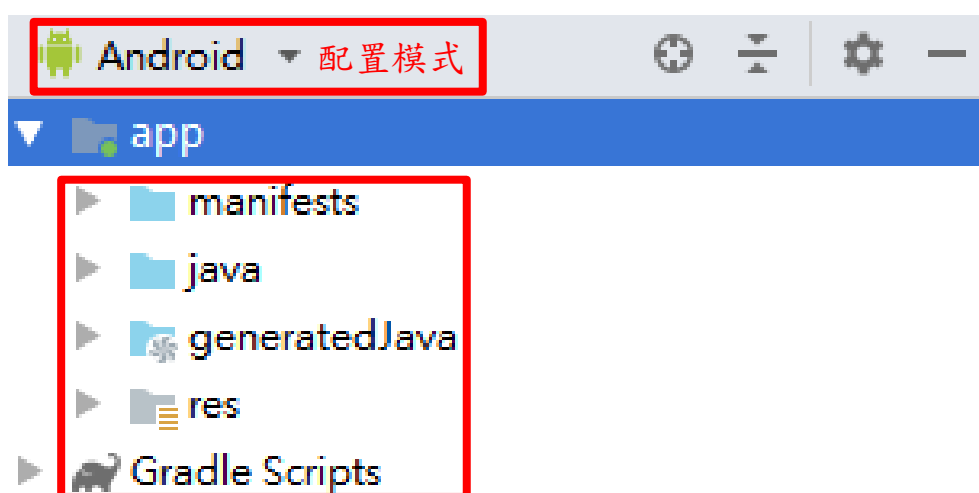 Android 配置模式
app
manifests
java
generatedJava
res
Gradle Scripts